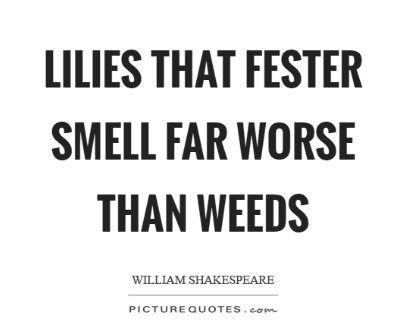 LILIES THAT FESTER
SMELL FAR WORSE
THAN WEEDS
WILLIAM SHAKESPEARE
PICTUREQUOTES.com